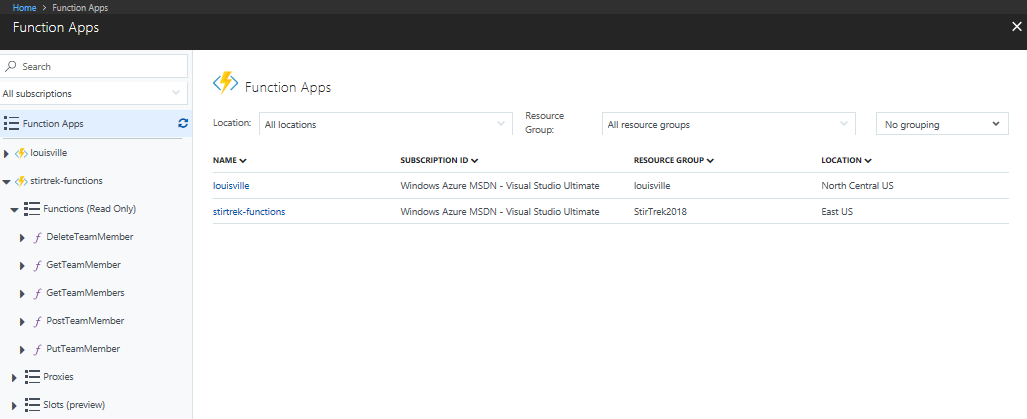 Home > Function Apps
Function Apps
Search
All subscriptions
Function Apps
louisville
stirtrek-functions
Functions (Read Only)
DeleteTeamMember
GetTeamMember
GetTeamMembers
PostTeamMember
PutTeamMember
Proxies
Slots (preview)
Function Apps
Location: All locations Resource Group: All resource groups No grouping
NAME SUBSCRIPTION ID RESOURCE GROUP LOCATION
louisville Windows Azure MSDN - Visual Studio Ultimate louisville North Central US
stirtrek-functions Windows Azure MSDN - Visual Studio Ultimate StirTrek2018 East US